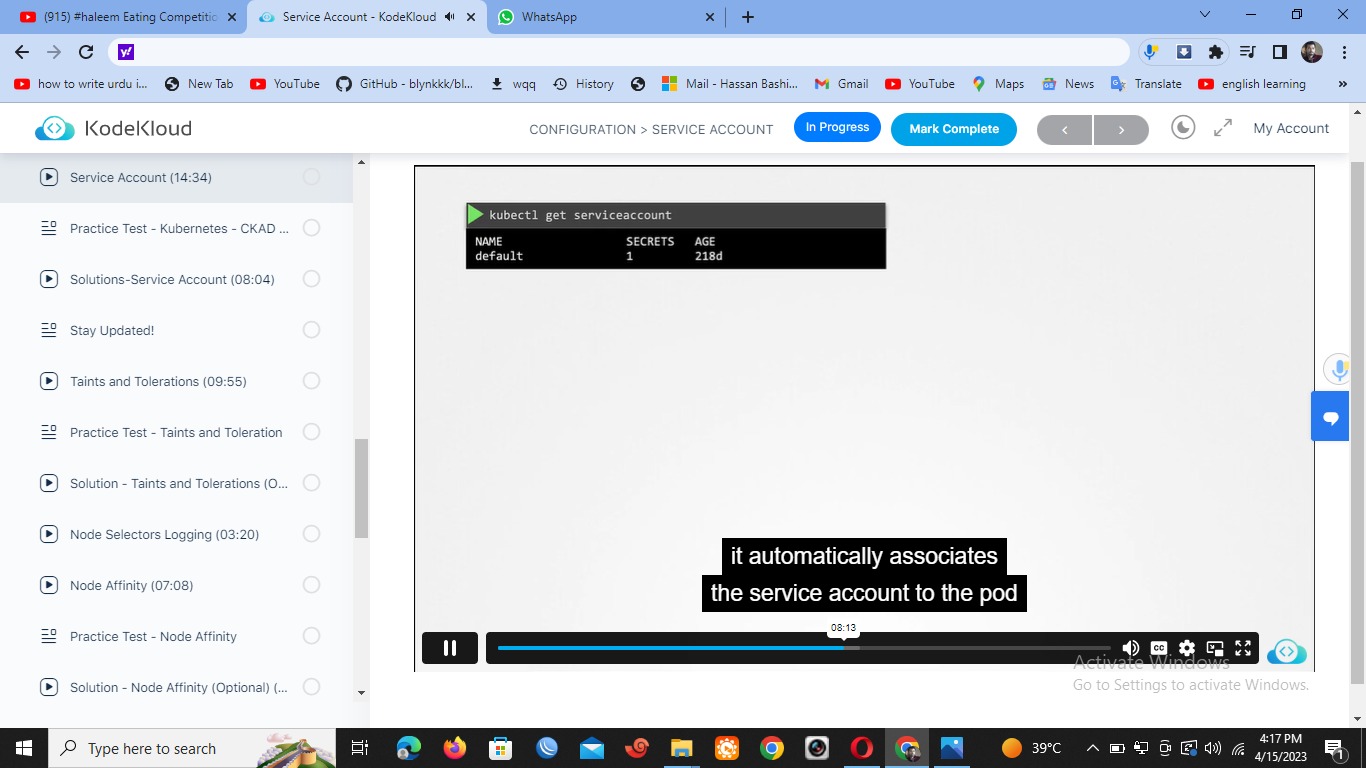 (915) #haleem Eating Competitio
Service Account - KodeKloud
WhatsApp
y!
how to write urdu i...
New Tab
YouTube
GitHub - blynkkk/bl...
wqq
History
Mail - Hassan Bashi...
Gmail
YouTube
Maps
News
Translate
english learning
»
KodeKloud
CONFIGURATION > SERVICE ACCOUNT
In Progress
Mark Complete
My Account
Service Account (14:34)
Practice Test - Kubernetes - CKAD ...
Solutions-Service Account (08:04)
Stay Updated!
Taints and Tolerations (09:55)
Practice Test - Taints and Toleration
Solution - Taints and Tolerations (O...
Node Selectors Logging (03:20)
Node Affinity (07:08)
Practice Test - Node Affinity
Solution - Node Affinity (Optional) (...
kubectl get serviceaccount
NAME SECRETS AGE
default 1 218d
it automatically associates
the service account to the pod
08:13
CC
Activate Windows
Go to Settings to activate Windows.
Type here to search
39°C
4:17 PM
4/15/2023
1